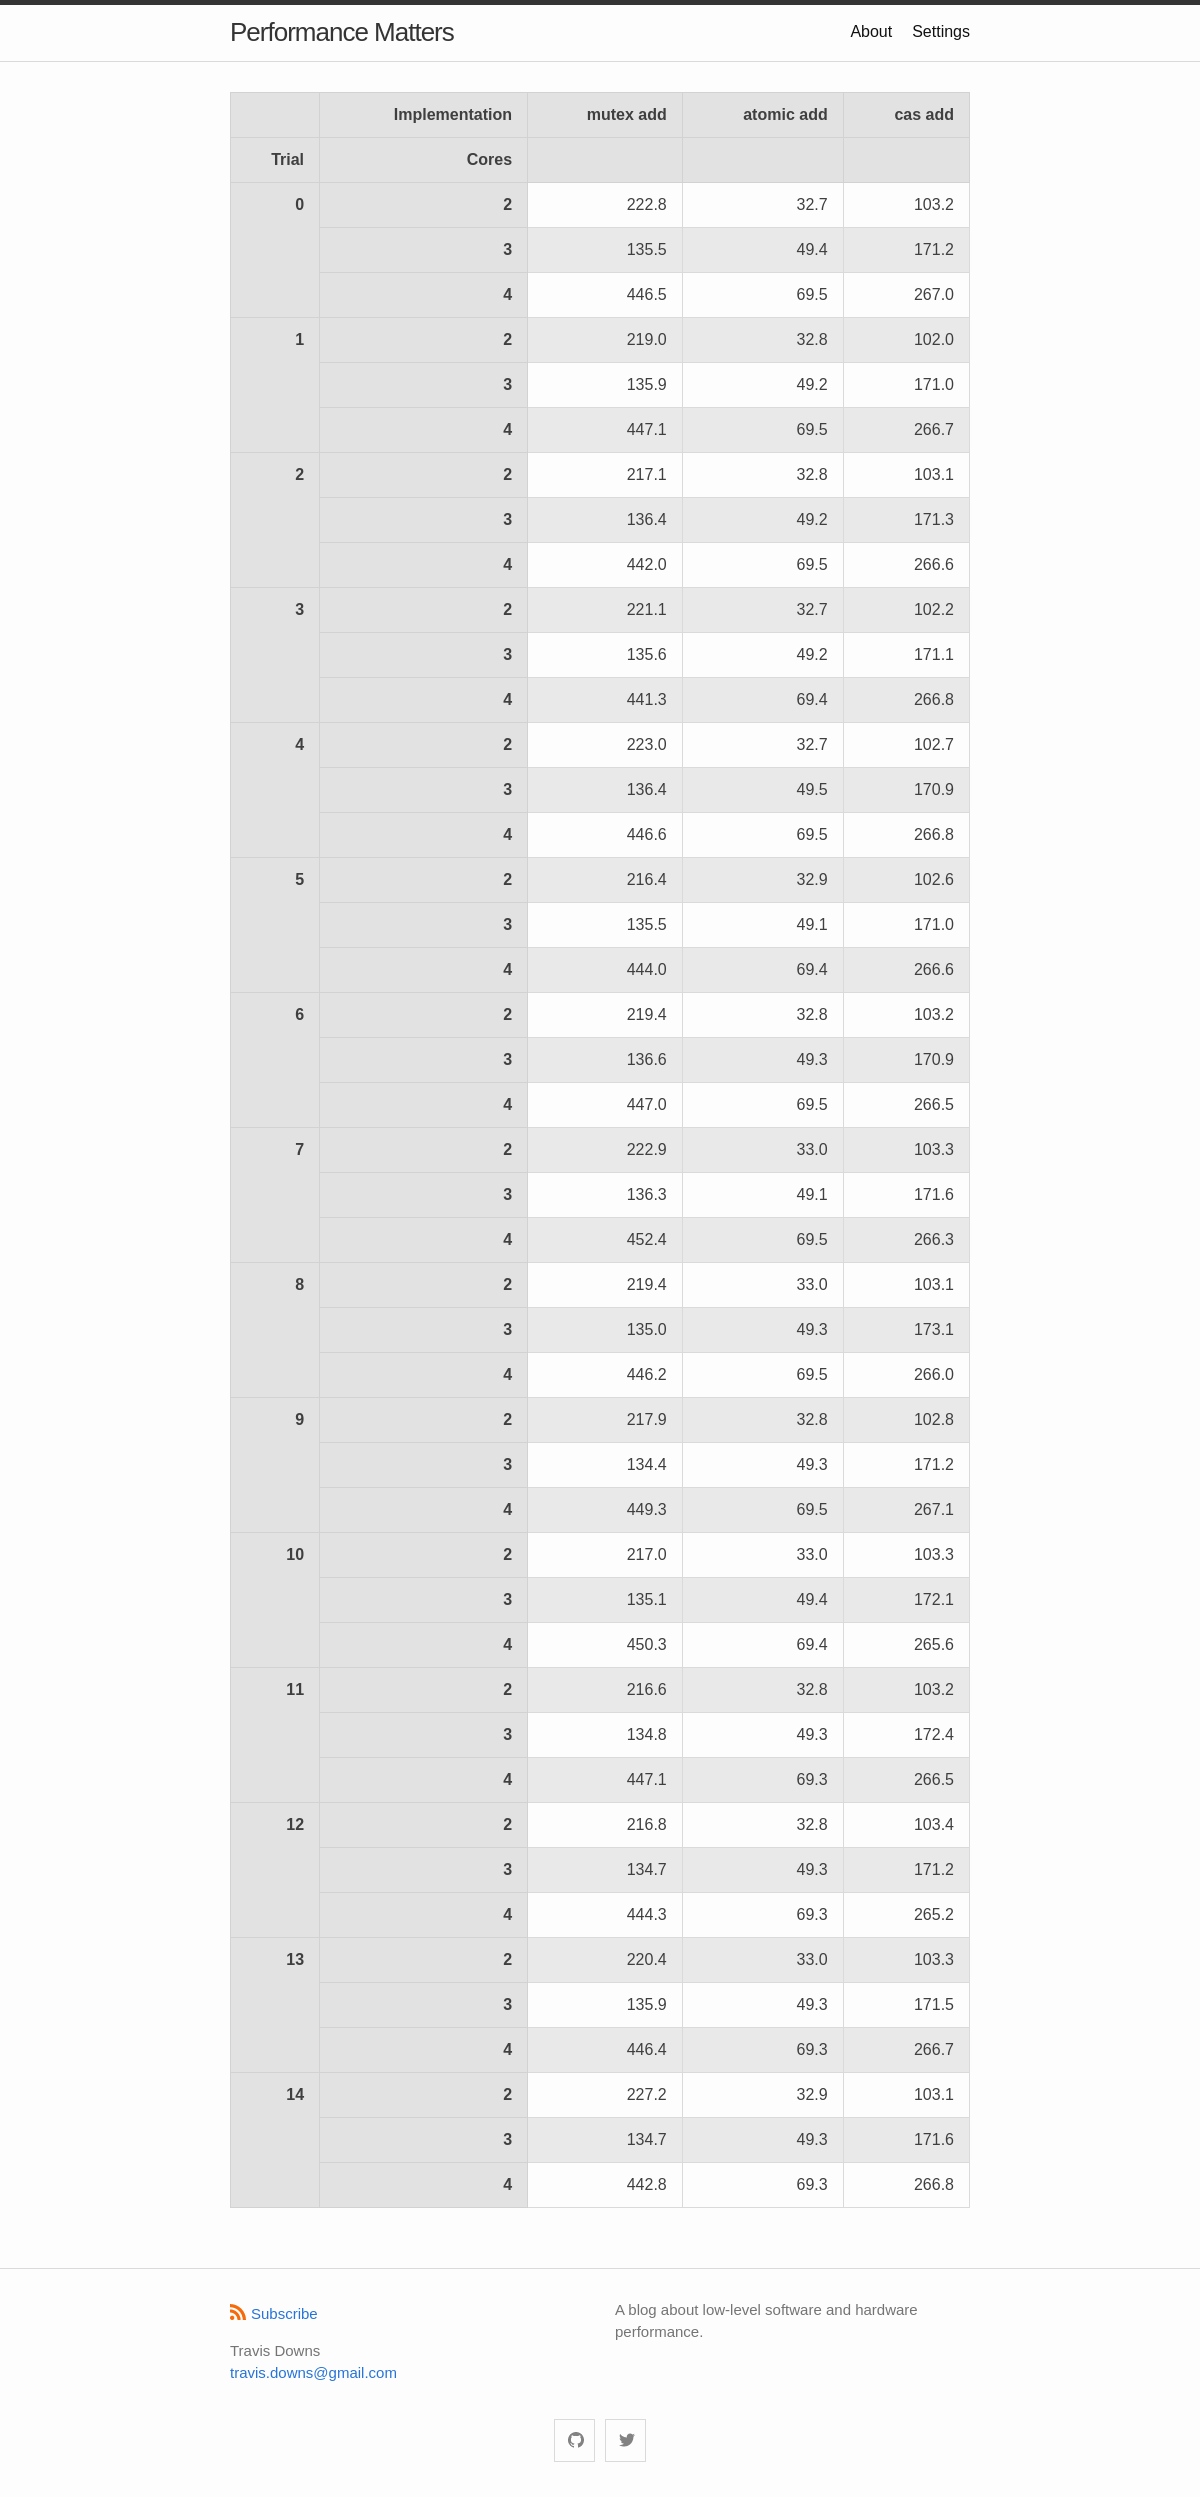 Performance Matters About Settings
Implementation mutex add atomic add cas add
Trial Cores
0 2 222.8 32.7 103.2
3 135.5 49.4 171.2
4 446.5 69.5 267.0
1 2 219.0 32.8 102.0
3 135.9 49.2 171.0
4 447.1 69.5 266.7
2 2 217.1 32.8 103.1
3 136.4 49.2 171.3
4 442.0 69.5 266.6
3 2 221.1 32.7 102.2
3 135.6 49.2 171.1
4 441.3 69.4 266.8
4 2 223.0 32.7 102.7
3 136.4 49.5 170.9
4 446.6 69.5 266.8
5 2 216.4 32.9 102.6
3 135.5 49.1 171.0
4 444.0 69.4 266.6
6 2 219.4 32.8 103.2
3 136.6 49.3 170.9
4 447.0 69.5 266.5
7 2 222.9 33.0 103.3
3 136.3 49.1 171.6
4 452.4 69.5 266.3
8 2 219.4 33.0 103.1
3 135.0 49.3 173.1
4 446.2 69.5 266.0
9 2 217.9 32.8 102.8
3 134.4 49.3 171.2
4 449.3 69.5 267.1
10 2 217.0 33.0 103.3
3 135.1 49.4 172.1
4 450.3 69.4 265.6
11 2 216.6 32.8 103.2
3 134.8 49.3 172.4
4 447.1 69.3 266.5
12 2 216.8 32.8 103.4
3 134.7 49.3 171.2
4 444.3 69.3 265.2
13 2 220.4 33.0 103.3
3 135.9 49.3 171.5
4 446.4 69.3 266.7
14 2 227.2 32.9 103.1
3 134.7 49.3 171.6
4 442.8 69.3 266.8
Subscribe
Travis Downs
travis.downs@gmail.com
A blog about low-level software and hardware
performance.